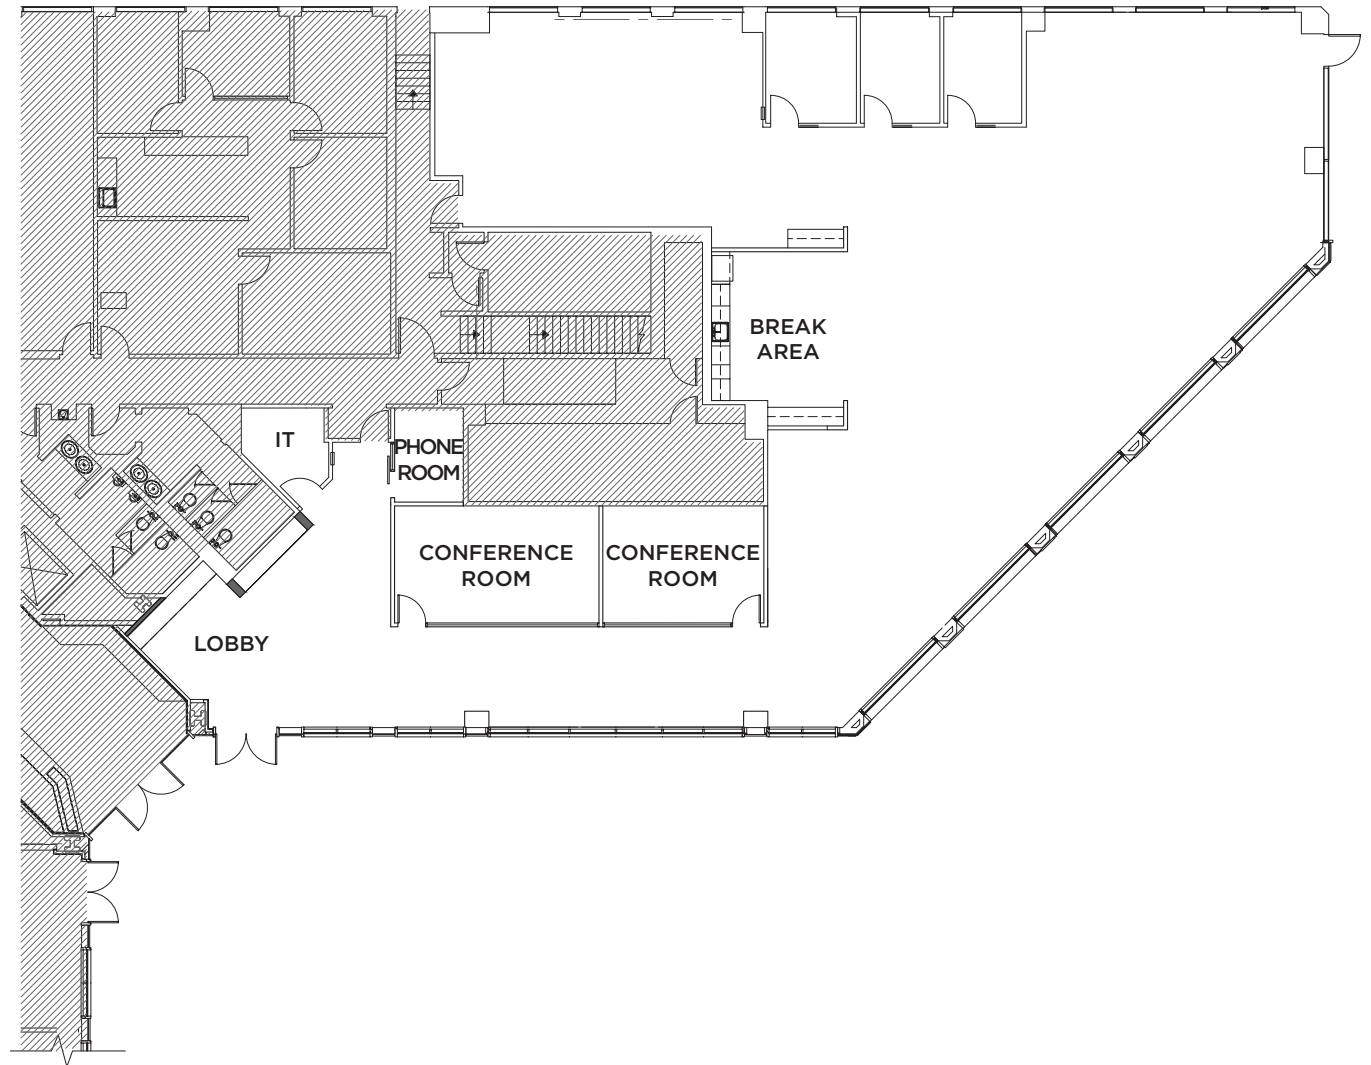 BREAK
AREA
IT
PHONE
ROOM
CONFERENCE
ROOM
CONFERENCE
ROOM
LOBBY